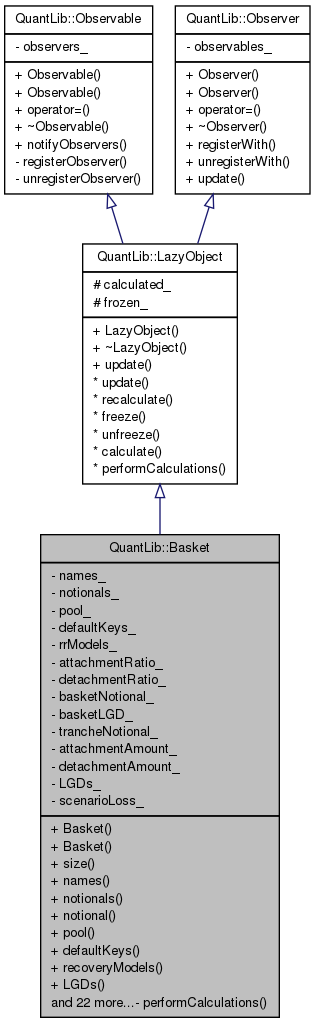 QuantLib::Observable
- observers_
+ Observable()
+ Observable()
+ operator=()
+ ~Observable()
+ notifyObservers()
- registerObserver()
- unregisterObserver()
QuantLib::Observer
- observables_
+ Observer()
+ Observer()
+ operator=()
+ ~Observer()
+ registerWith()
+ unregisterWith()
+ update()
QuantLib::LazyObject
# calculated_
# frozen_
+ LazyObject()
+ ~LazyObject()
+ update()
* update()
* recalculate()
* freeze()
* unfreeze()
* calculate()
* performCalculations()
QuantLib::Basket
- names_
- notionals_
- pool_
- defaultKeys_
- rrModels_
- attachmentRatio_
- detachmentRatio_
- basketNotional_
- basketLGD_
- trancheNotional_
- attachmentAmount_
- detachmentAmount_
- LGDs_
- scenarioLoss_
+ Basket()
+ Basket()
+ size()
+ names()
+ notionals()
+ notional()
+ pool()
+ defaultKeys()
+ recoveryModels()
+ LGDs()
and 22 more...- performCalculations()